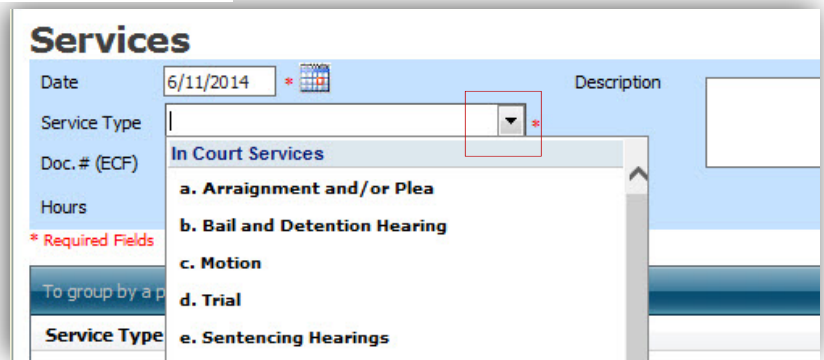 Services
Date 6/11/2014 * Description
Service Type *
In Court Services
Doc. # (ECF)
a. Arraignment and/or Plea
Hours
b. Bail and Detention Hearing
* Required Fields
c. Motion
To group by a p
d. Trial
Service Type
e. Sentencing Hearings